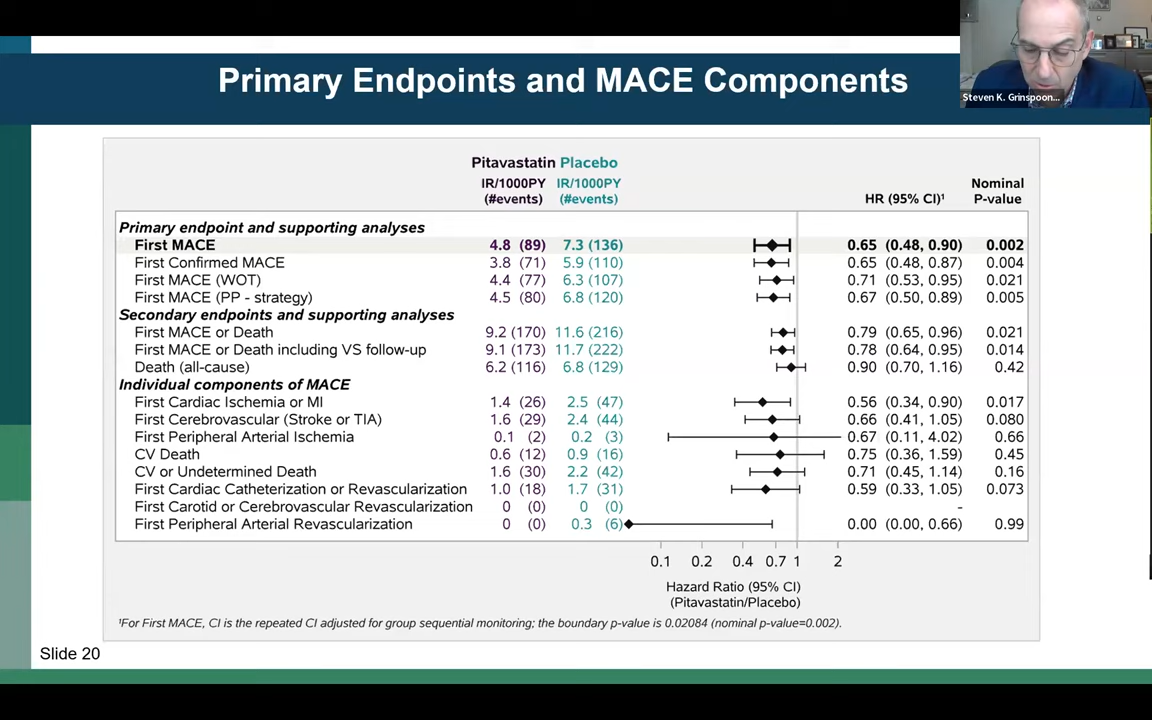 Steven K. Grinspoon...
Primary Endpoints and MACE Components
Pitavastatin Placebo
IR/1000PY IR/1000PY HR (95% CI)¹ Nominal
(#events) (#events) P-value
Primary endpoint and supporting analyses
First MACE 4.8 (89) 7.3 (136) 0.65 (0.48, 0.90) 0.002
First Confirmed MACE 3.8 (71) 5.9 (110) 0.65 (0.48, 0.87) 0.004
First MACE (WOT) 4.4 (77) 6.3 (107) 0.71 (0.53, 0.95) 0.021
First MACE (PP - strategy) 4.5 (80) 6.8 (120) 0.67 (0.50, 0.89) 0.005
Secondary endpoints and supporting analyses
First MACE or Death 9.2 (170) 11.6 (216) 0.79 (0.65, 0.96) 0.021
First MACE or Death including VS follow-up 9.1 (173) 11.7 (222) 0.78 (0.64, 0.95) 0.014
Death (all-cause) 6.2 (116) 6.8 (129) 0.90 (0.70, 1.16) 0.42
Individual components of MACE
First Cardiac Ischemia or MI 1.4 (26) 2.5 (47) 0.56 (0.34, 0.90) 0.017
First Cerebrovascular (Stroke or TIA) 1.6 (29) 2.4 (44) 0.66 (0.41, 1.05) 0.080
First Peripheral Arterial Ischemia 0.1 (2) 0.2 (3) 0.67 (0.11, 4.02) 0.66
CV Death 0.6 (12) 0.9 (16) 0.75 (0.36, 1.59) 0.45
CV or Undetermined Death 1.6 (30) 2.2 (42) 0.71 (0.45, 1.14) 0.16
First Cardiac Catheterization or Revascularization 1.0 (18) 1.7 (31) 0.59 (0.33, 1.05) 0.073
First Carotid or Cerebrovascular Revascularization 0 (0) 0 (0) -
First Peripheral Arterial Revascularization 0 (0) 0.3 (6) 0.00 (0.00, 0.66) 0.99
0.1 0.2 0.4 0.7 1 2
Hazard Ratio (95% CI)
(Pitavastatin/Placebo)
¹For First MACE, CI is the repeated CI adjusted for group sequential monitoring; the boundary p-value is 0.02084 (nominal p-value=0.002).
Slide 20